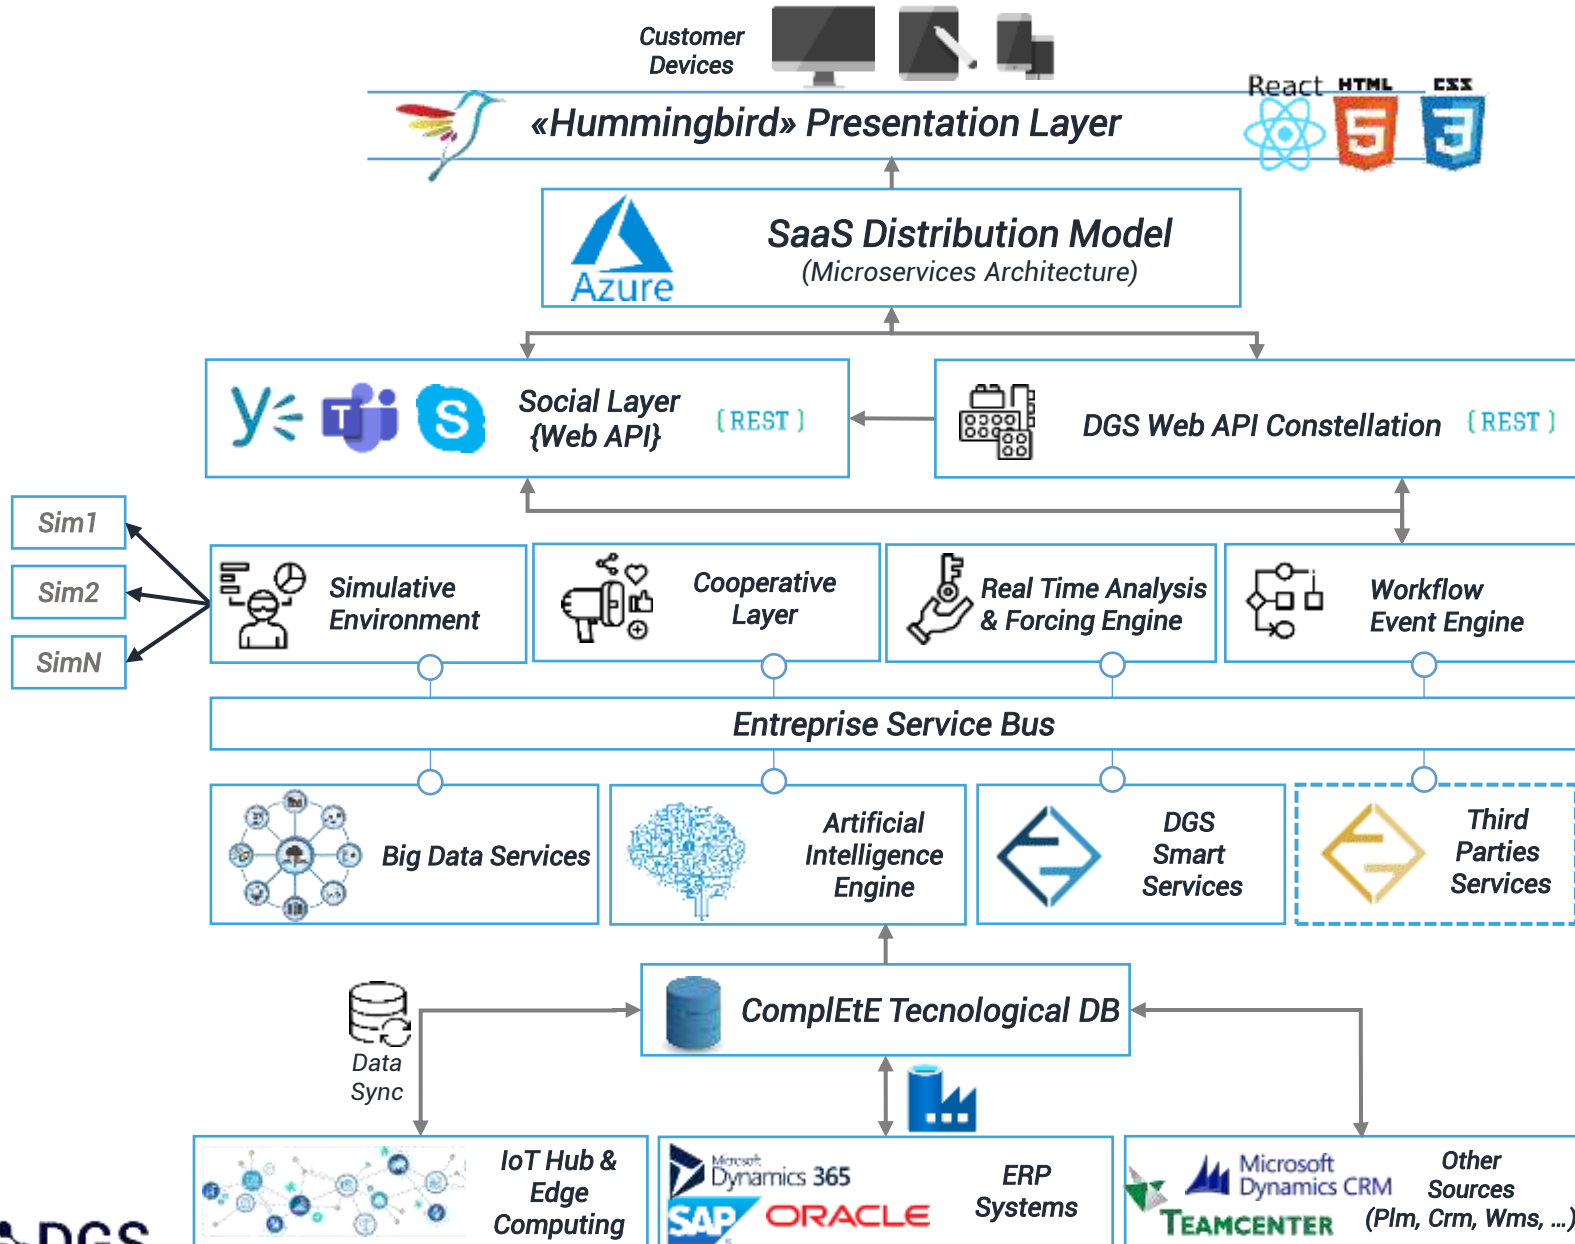 Customer
Devices
«Hummingbird» Presentation Layer
React HTML CSS
5 3
Azure
SaaS Distribution Model
(Microservices Architecture)
Social Layer
{Web API}
{ REST }
DGS Web API Constellation
{ REST }
Sim1
Sim2
SimN
Simulative
Environment
Cooperative
Layer
Real Time Analysis
& Forcing Engine
Workflow
Event Engine
Entreprise Service Bus
Big Data Services
Artificial
Intelligence
Engine
DGS
Smart
Services
Third
Parties
Services
ComplEtE Tecnological DB
Data
Sync
IoT Hub &
Edge
Computing
Microsoft
Dynamics 365
SAP ORACLE
ERP
Systems
Microsoft
Dynamics CRM
TEAMCENTER
Other
Sources
(Plm, Crm, Wms, ...)
DGS